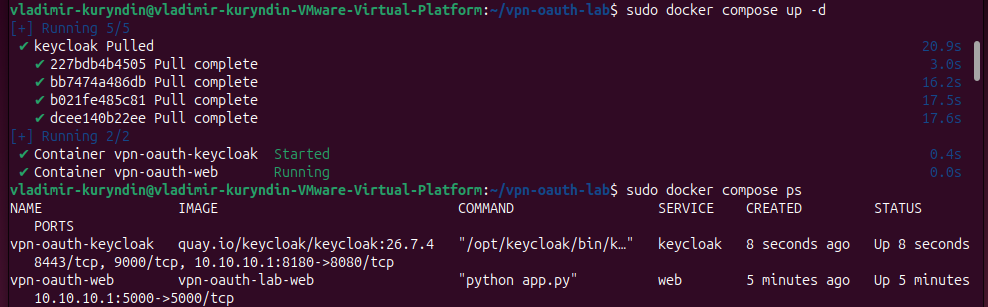 vladimir-kuryndin@vladimir-kuryndin-VMware-Virtual-Platform:~/vpn-oauth-lab$ sudo docker compose up -d
[+] Running 5/5
✔ keycloak Pulled 20.9s
✔ 227bdb4b4505 Pull complete 3.0s
✔ bb7474a486db Pull complete 16.2s
✔ b021fe485c81 Pull complete 17.5s
✔ dcee140b22ee Pull complete 17.6s
[+] Running 2/2
✔ Container vpn-oauth-keycloak Started 0.4s
✔ Container vpn-oauth-web Running 0.0s
vladimir-kuryndin@vladimir-kuryndin-VMware-Virtual-Platform:~/vpn-oauth-lab$ sudo docker compose ps
NAME IMAGE COMMAND SERVICE CREATED STATUS
PORTS
vpn-oauth-keycloak quay.io/keycloak/keycloak:26.7.4 "/opt/keycloak/bin/k…" keycloak 8 seconds ago Up 8 seconds
8443/tcp, 9000/tcp, 10.10.10.1:8180->8080/tcp
vpn-oauth-web vpn-oauth-lab-web "python app.py" web 5 minutes ago Up 5 minutes
10.10.10.1:5000->5000/tcp